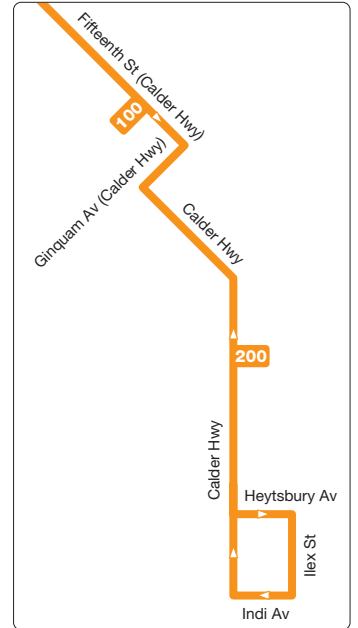 Fifteenth St (Calder Hwy)
100
Ginquam Av (Calder Hwy)
Calder Hwy
200
Calder Hwy
Heytsbury Av
Ilex St
Indi Av